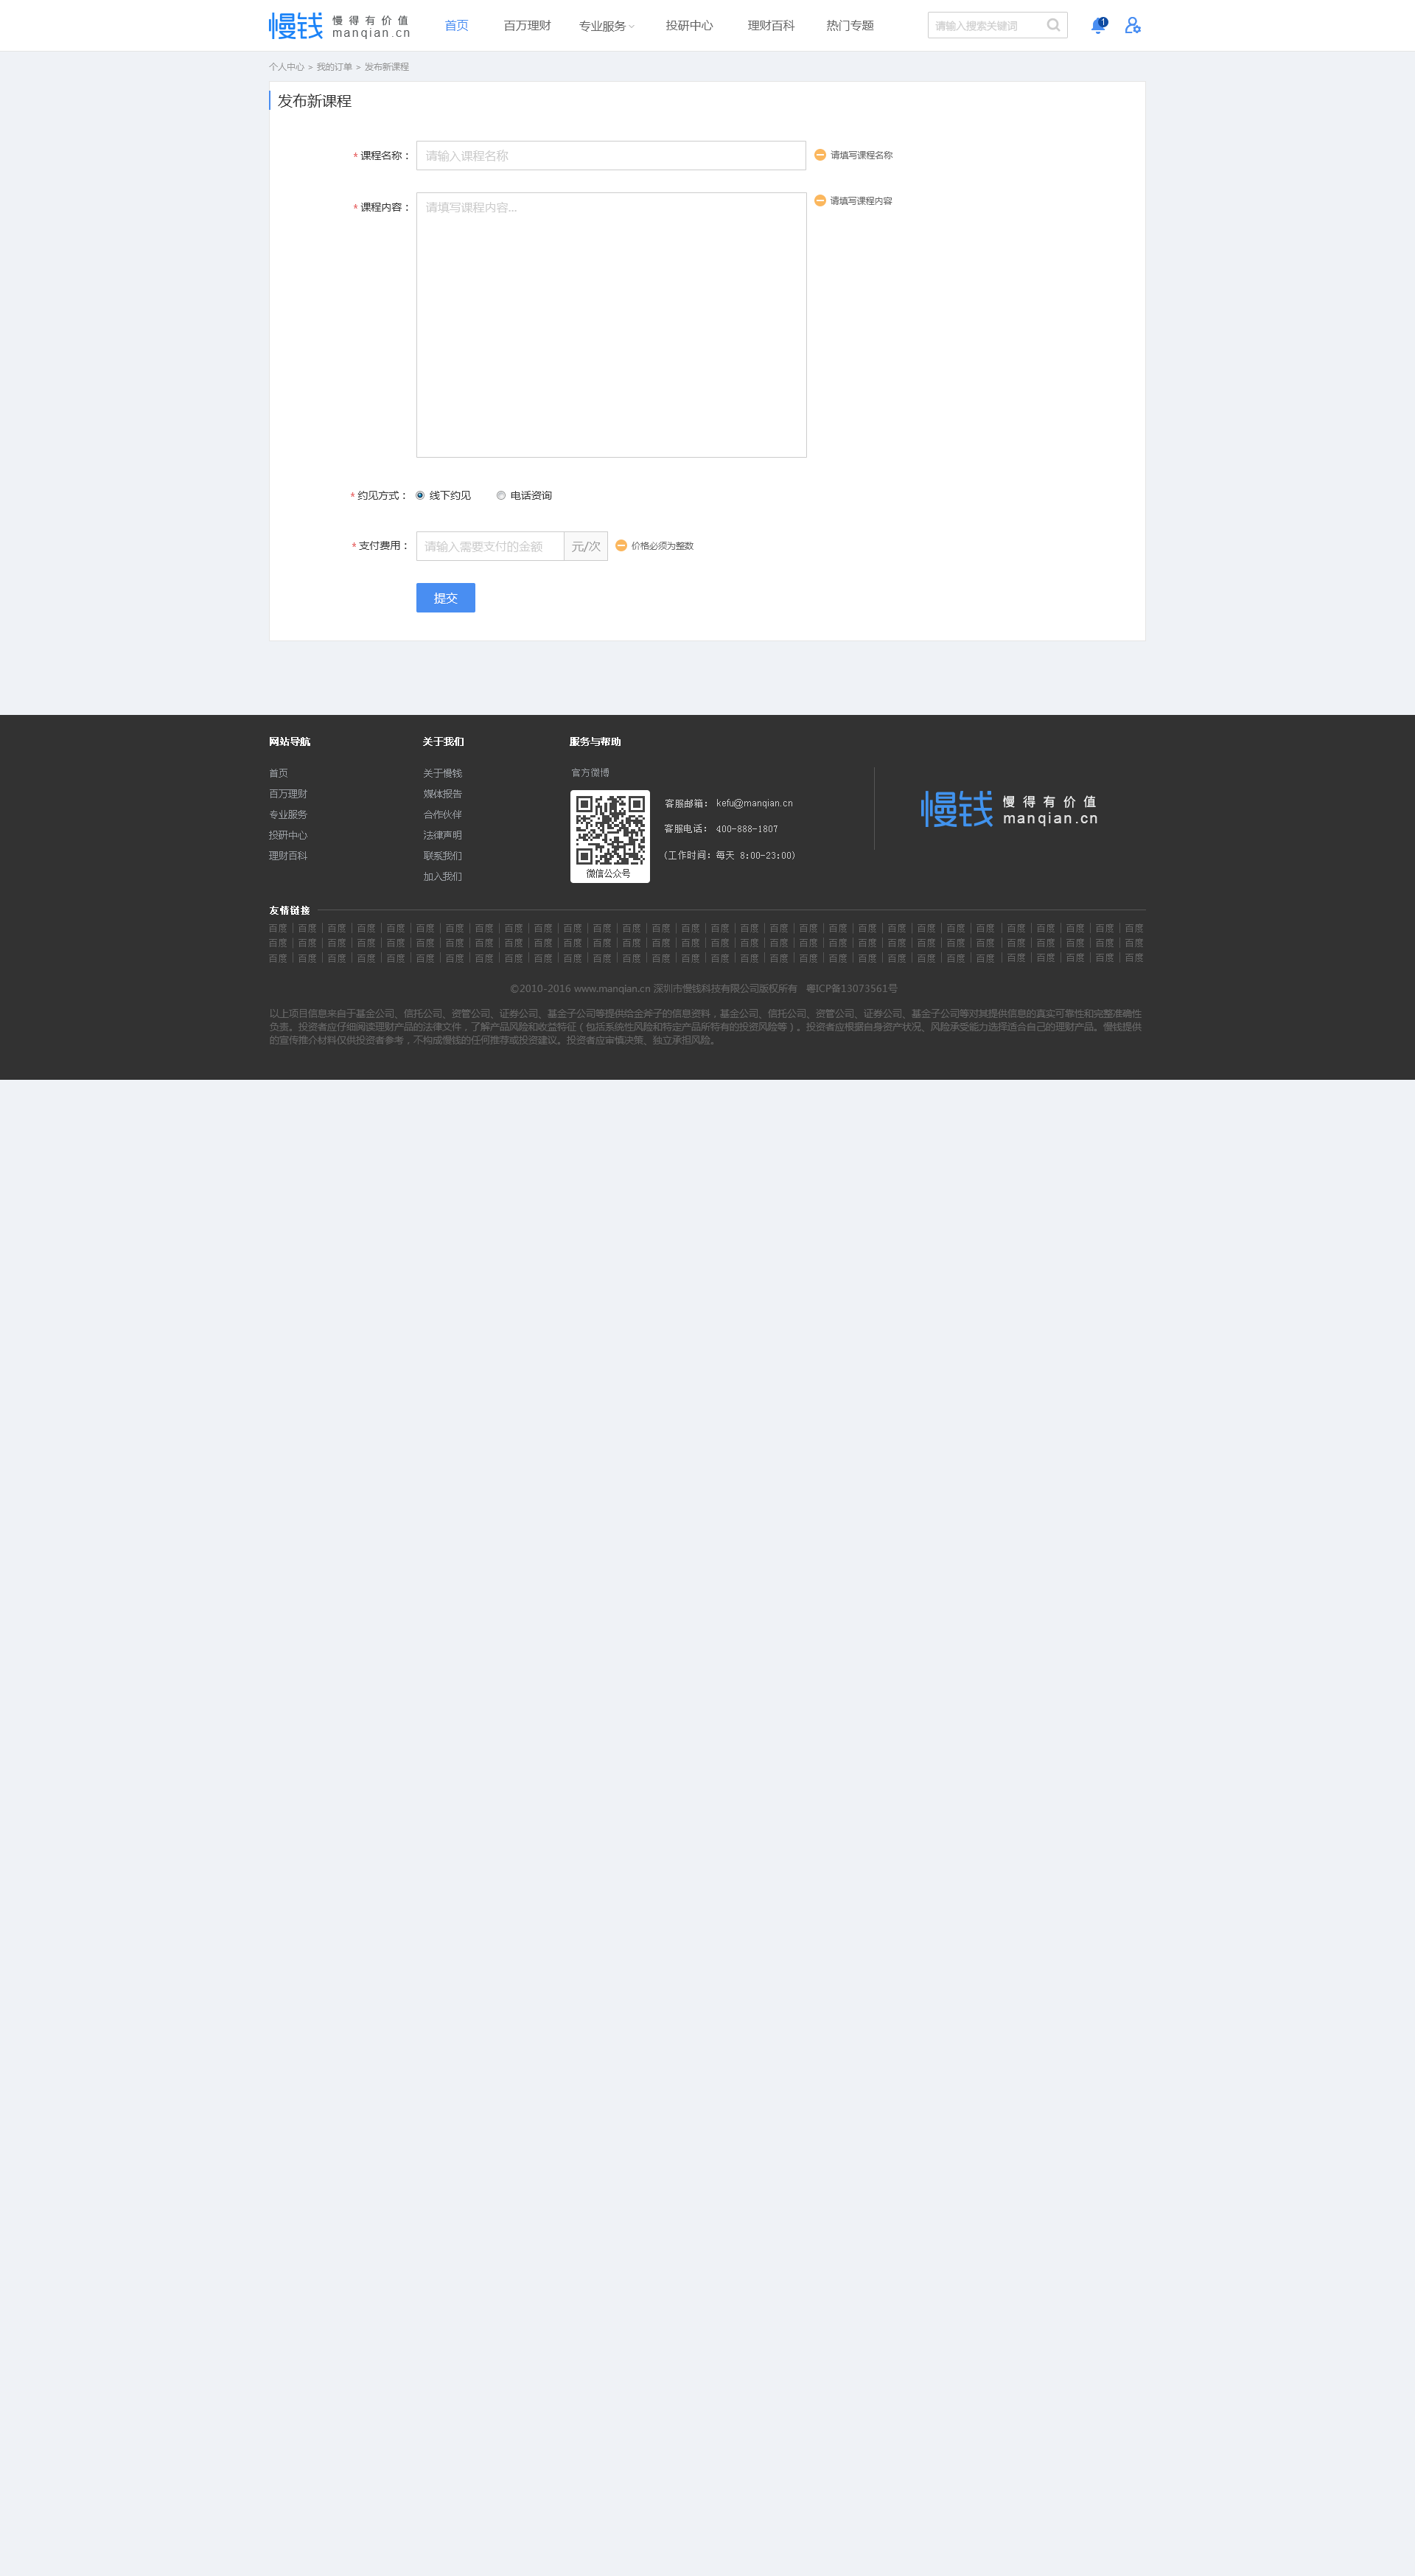 慢钱 慢得有价值
manqian.cn
首页 百万理财 专业服务 投研中心 理财百科 热门专题 请输入搜索关键词 1
个人中心 > 我的订单 > 发布新课程
发布新课程
* 课程名称： 请输入课程名称 请填写课程名称
* 课程内容： 请填写课程内容... 请填写课程内容
* 约见方式： 线下约见 电话咨询
* 支付费用： 请输入需要支付的金额 元/次 价格必须为整数
提交
网站导航 关于我们 服务与帮助
首页 关于慢钱 官方微博
百万理财 媒体报告
专业服务 合作伙伴
投研中心 法律声明
理财百科 联系我们
加入我们
客服邮箱： kefu@manqian.cn
客服电话： 400-888-1807
(工作时间：每天 8:00-23:00)
微信公众号
慢钱 慢得有价值
manqian.cn
友情链接
百度 百度 百度 百度 百度 百度 百度 百度 百度 百度 百度 百度 百度 百度 百度 百度 百度 百度 百度 百度 百度 百度 百度 百度 百度 百度 百度 百度 百度 百度
百度 百度 百度 百度 百度 百度 百度 百度 百度 百度 百度 百度 百度 百度 百度 百度 百度 百度 百度 百度 百度 百度 百度 百度 百度 百度 百度 百度 百度 百度
百度 百度 百度 百度 百度 百度 百度 百度 百度 百度 百度 百度 百度 百度 百度 百度 百度 百度 百度 百度 百度 百度 百度 百度 百度 百度 百度 百度 百度 百度
©2010-2016 www.manqian.cn 深圳市慢钱科技有限公司版权所有 粤ICP备13073561号
以上项目信息来自于基金公司、信托公司、资管公司、证券公司、基金子公司等提供给金斧子的信息资料，基金公司、信托公司、资管公司、证券公司、基金子公司等对其提供信息的真实可靠性和完整准确性
负责。投资者应仔细阅读理财产品的法律文件，了解产品风险和收益特征（包括系统性风险和特定产品所特有的投资风险等）。投资者应根据自身资产状况、风险承受能力选择适合自己的理财产品。慢钱提供
的宣传推介材料仅供投资者参考，不构成慢钱的任何推荐或投资建议。投资者应审慎决策、独立承担风险。